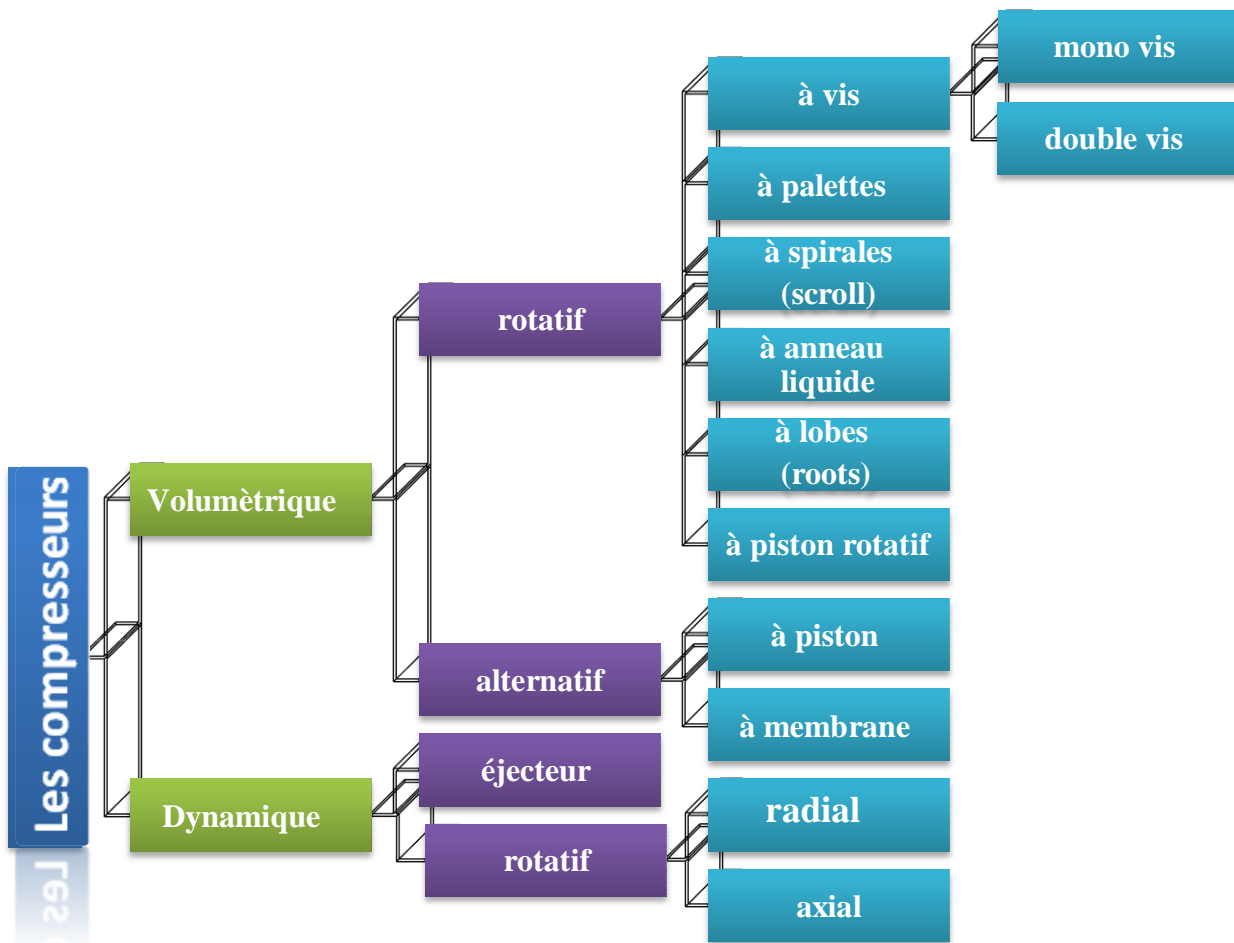 Les compresseurs
Volumètrique
Dynamique
rotatif
alternatif
éjecteur
rotatif
à vis
à palettes
à spirales
(scroll)
à anneau
liquide
à lobes
(roots)
à piston rotatif
à piston
à membrane
radial
axial
mono vis
double vis